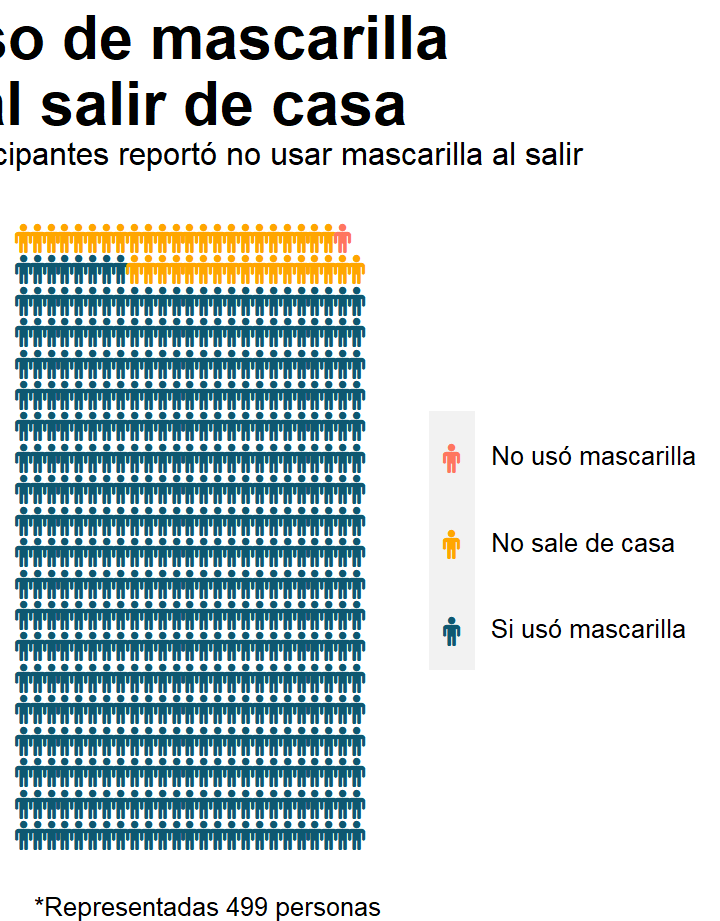 so de mascarilla
al salir de casa
cipantes reportó no usar mascarilla al salir
No usó mascarilla
No sale de casa
Si usó mascarilla
*Representadas 499 personas